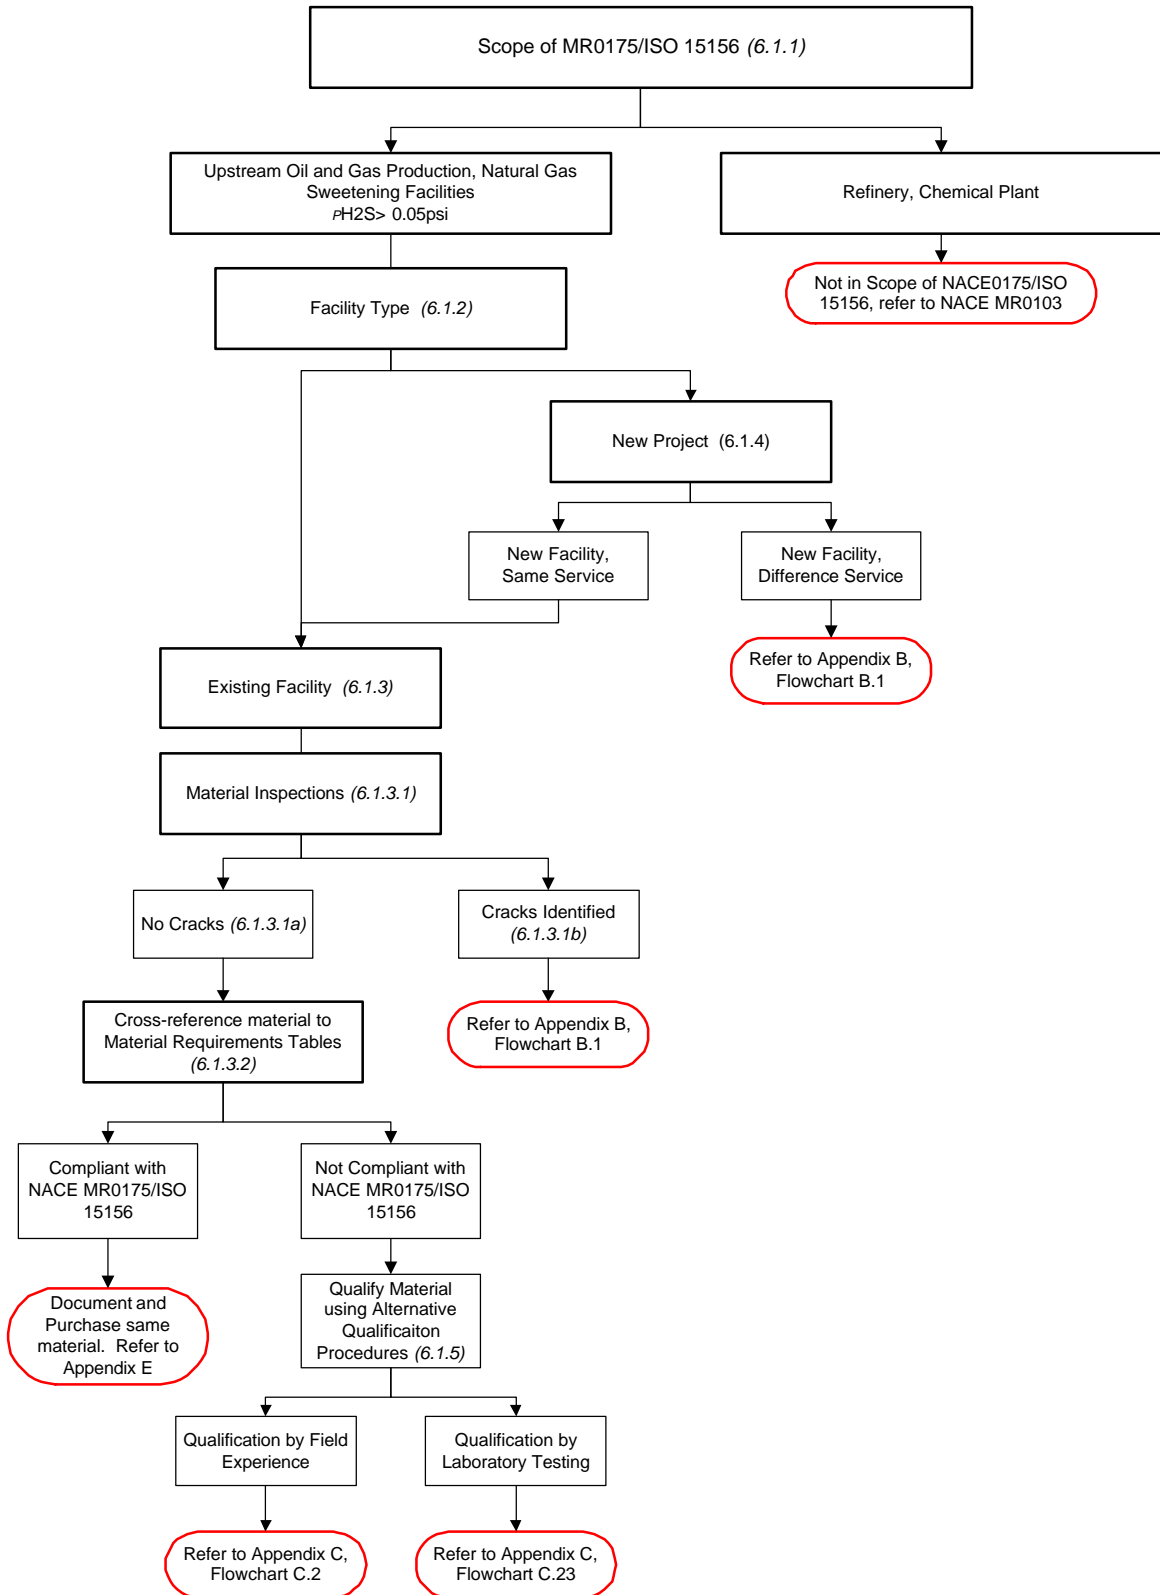 Scope of MR0175/ISO 15156 (6.1.1)
Upstream Oil and Gas Production, Natural Gas
Sweetening Facilities
pH2S> 0.05psi
Refinery, Chemical Plant
Not in Scope of NACE0175/ISO
15156, refer to NACE MR0103
Facility Type (6.1.2)
New Project (6.1.4)
New Facility,
Same Service
New Facility,
Difference Service
Refer to Appendix B,
Flowchart B.1
Existing Facility (6.1.3)
Material Inspections (6.1.3.1)
No Cracks (6.1.3.1a)
Cracks Identified
(6.1.3.1b)
Cross-reference material to
Material Requirements Tables
(6.1.3.2)
Refer to Appendix B,
Flowchart B.1
Compliant with
NACE MR0175/ISO
15156
Not Compliant with
NACE MR0175/ISO
15156
Document and
Purchase same
material. Refer to
Appendix E
Qualify Material
using Alternative
Qualificaiton
Procedures (6.1.5)
Qualification by Field
Experience
Qualification by
Laboratory Testing
Refer to Appendix C,
Flowchart C.2
Refer to Appendix C,
Flowchart C.23